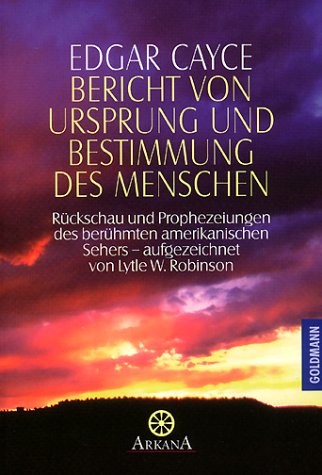 EDGAR CAYCE
BERICHT VON
URSPRUNG UND
BESTIMMUNG
DES MENSCHEN
Rückschau und Prophezeiungen
des berühmten amerikanischen
Sehers – aufgezeichnet
von Lytle W. Robinson
GOLDMANN
ARKANA